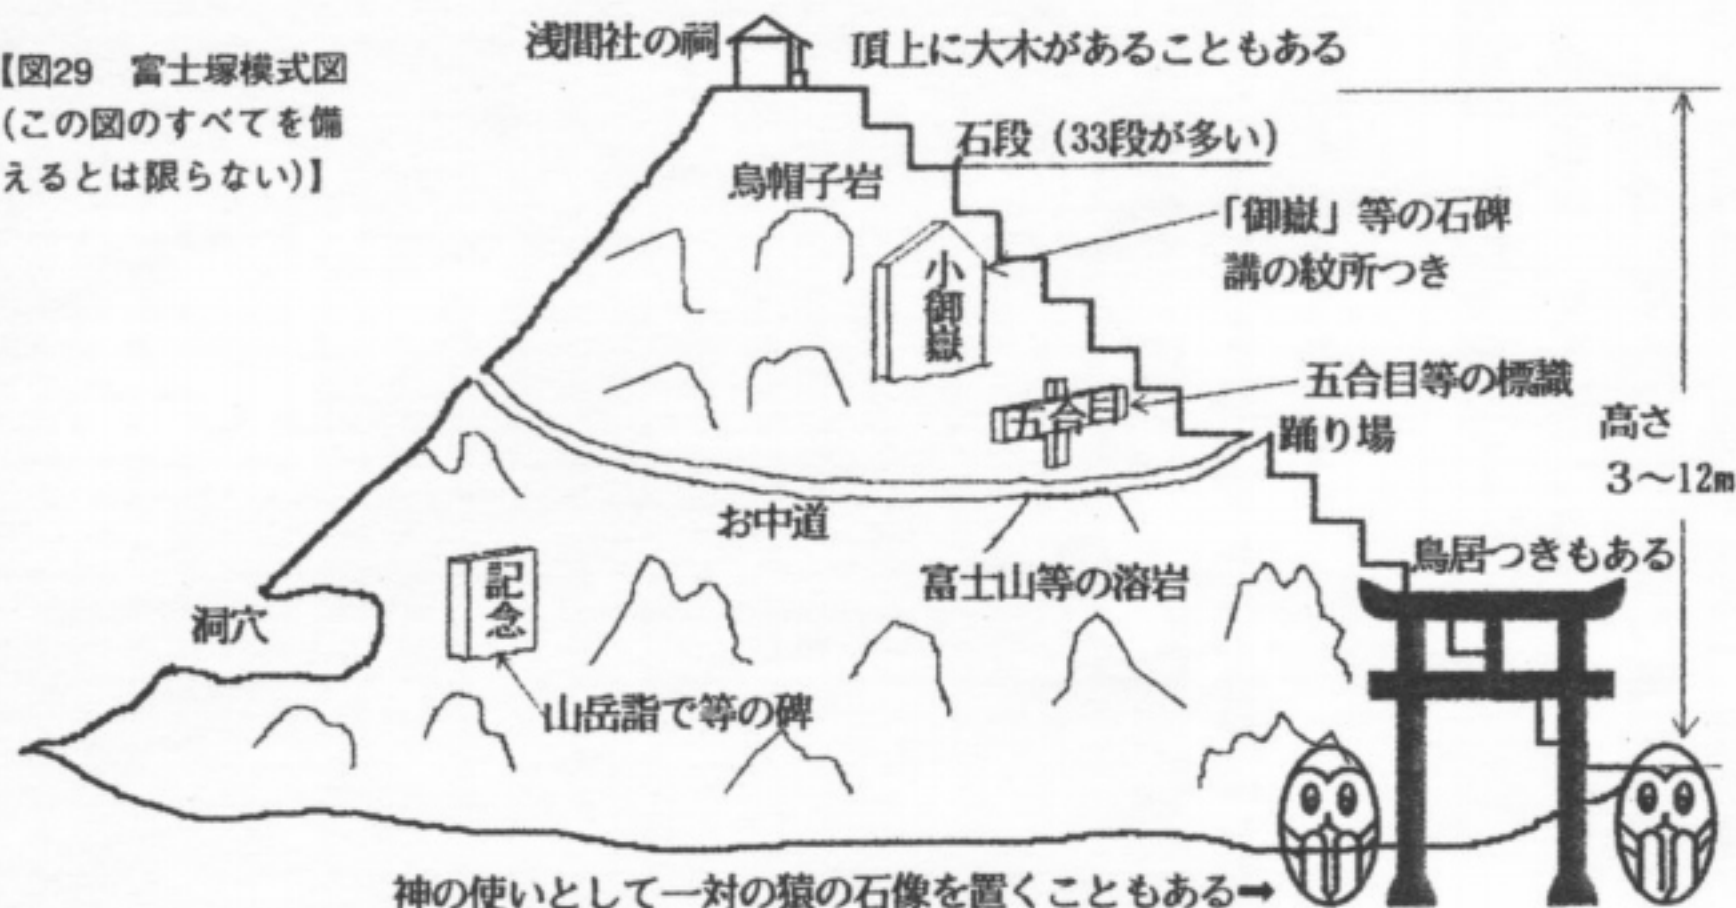 【図29 富士塚模式図
(この図のすべてを備
えるとは限らない)】
浅間社の祠
頂上に大木があることもある
石段（33段が多い）
烏帽子岩
「御嶽」等の石碑
講の紋所つき
小御嶽
五合目等の標識
五合目
踊り場
高さ
3～12m
お中道
鳥居つきもある
富士山等の溶岩
記念
洞穴
山岳詣で等の碑
神の使いとして一対の猿の石像を置くこともある➡